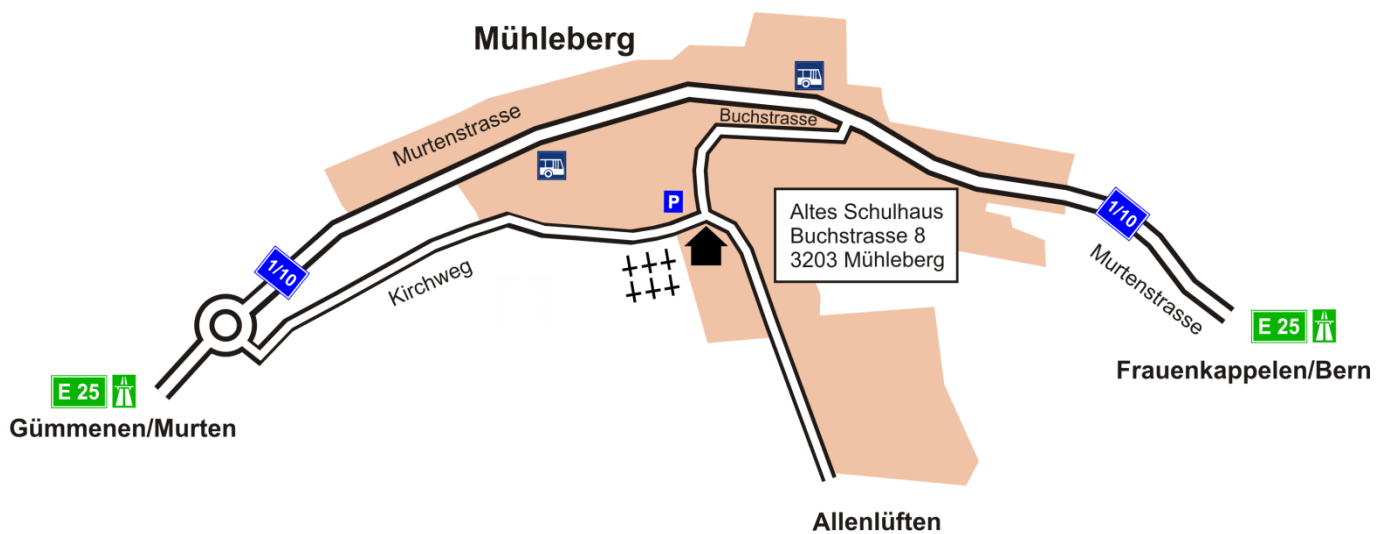 Mühleberg
Murtenstrasse
Buchstrasse
P
Altes Schulhaus
Buchstrasse 8
3203 Mühleberg
1/10
1/10
Kirchweg
Murtenstrasse
E 25
Frauenkappelen/Bern
E 25
Gümmenen/Murten
Allenlüften